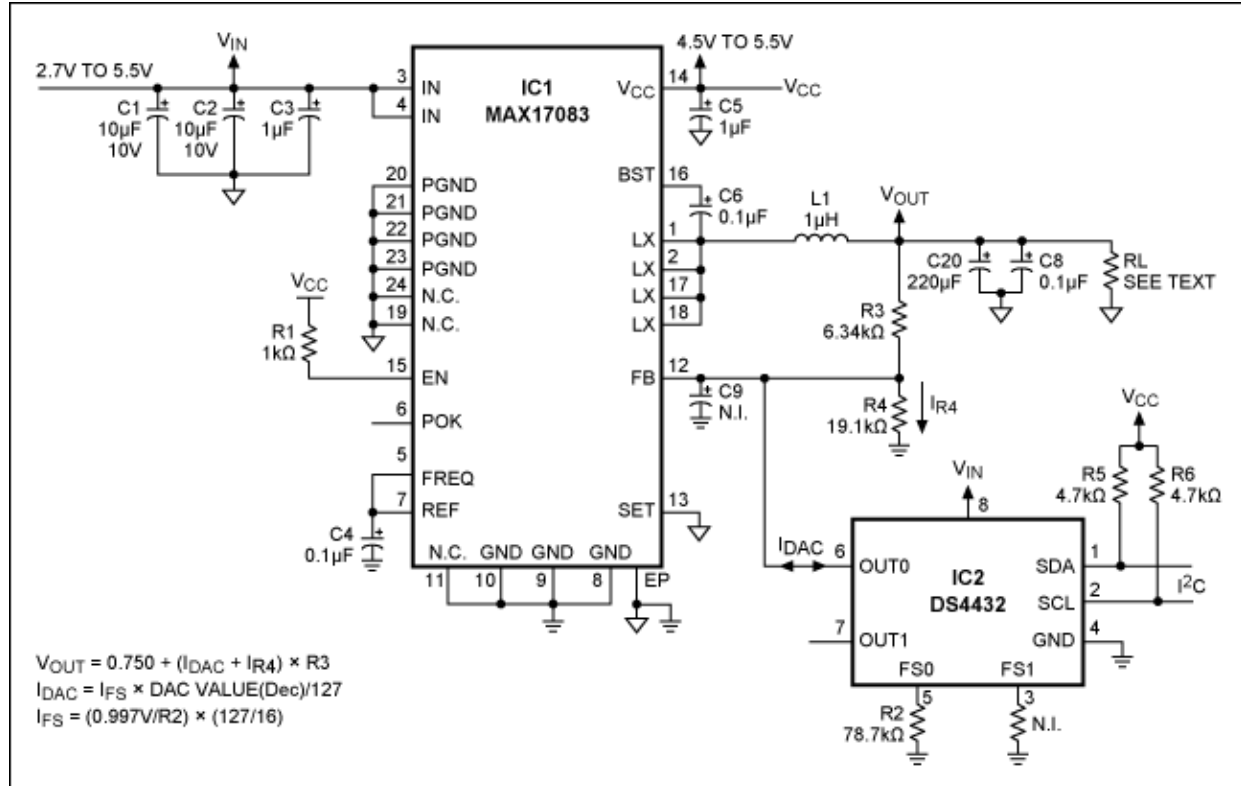 2.7V TO 5.5V
VIN
C1
10µF
10V
C2
10µF
10V
C3
1µF
IC1
MAX17083
3
IN
4
IN
20
PGND
21
PGND
22
PGND
23
PGND
24
N.C.
19
N.C.
VCC
R1
1kΩ
15
EN
6
POK
5
FREQ
7
REF
C4
0.1µF
N.C.
GND
GND
GND
11
10
9
8
EP
4.5V TO 5.5V
VCC
14
VCC
C5
1µF
BST
16
C6
0.1µF
LX
1
LX
2
LX
17
LX
18
L1
1µH
VOUT
C20
220µF
C8
0.1µF
RL
SEE TEXT
R3
6.34kΩ
FB
12
C9
N.I.
R4
19.1kΩ
IR4
SET
13
VCC
R5
4.7kΩ
R6
4.7kΩ
VIN
8
IDAC
6
OUT0
IC2
DS4432
SDA
1
SCL
2
I2C
7
OUT1
GND
4
FS0
FS1
5
3
R2
78.7kΩ
N.I.
VOUT = 0.750 + (IDAC + IR4) × R3
IDAC = IFS × DAC VALUE(Dec)/127
IFS = (0.997V/R2) × (127/16)